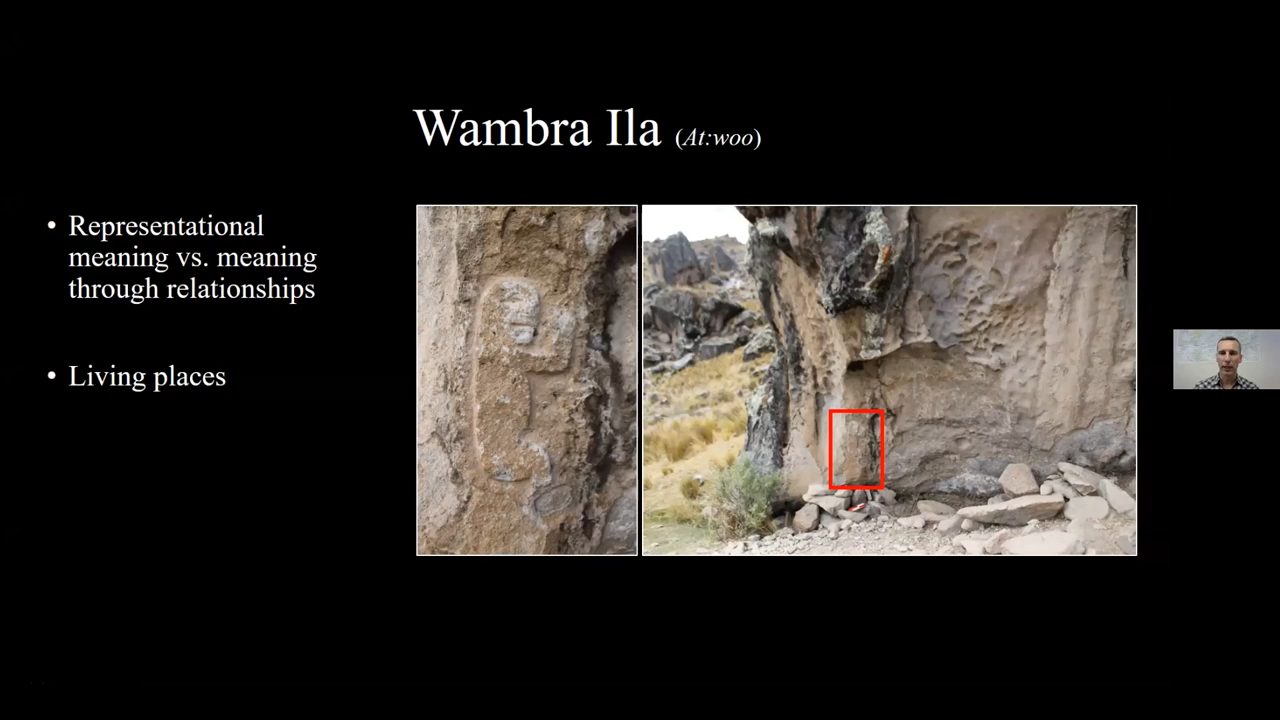 Wambra Ila (At:woo)
• Representational
meaning vs. meaning
through relationships
• Living places